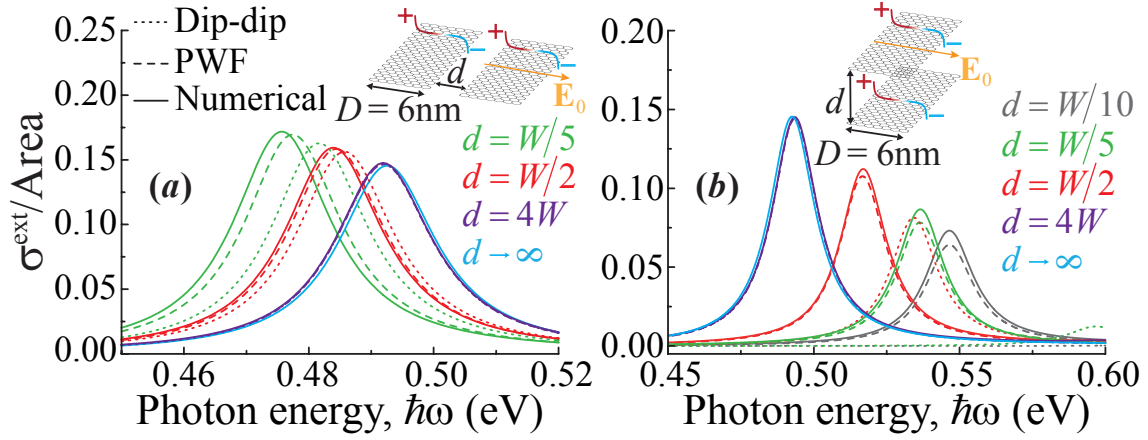 0.25
0.20
0.15
0.10
0.05
0.00
σ^ext/Area
Dip-dip
PWF
Numerical
+
−
+
−
d
E₀
D = 6nm
(a)
d = W/5
d = W/2
d = 4W
d → ∞
0.46 0.48 0.50 0.52
Photon energy, ħω (eV)
0.20
0.15
0.10
0.05
0.00
+
−
E₀
d
+
−
D = 6nm
(b)
d = W/10
d = W/5
d = W/2
d = 4W
d → ∞
0.45 0.50 0.55 0.60
Photon energy, ħω (eV)